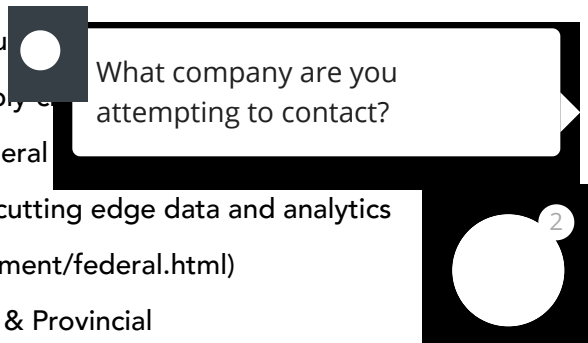 What company are you
attempting to contact?
eral
cutting edge data and analytics
2
ment/federal.html)
& Provincial